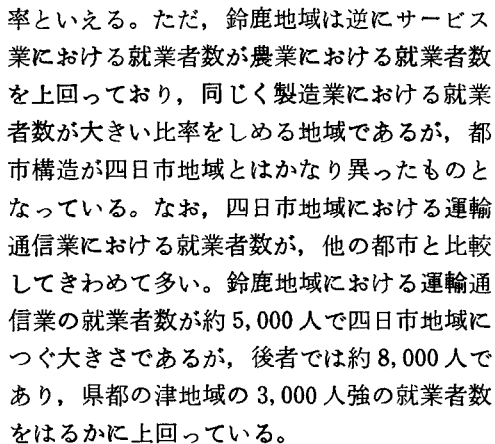 率といえる。ただ，鈴鹿地域は逆にサービス
業における就業者数が農業における就業者数
を上回っており，同じく製造業における就業
者数が大きい比率をしめる地域であるが，都
市構造が四日市地域とはかなり異ったものと
なっている。なお，四日市地域における運輸
通信業における就業者数が，他の都市と比較
してきわめて多い。鈴鹿地域における運輸通
信業の就業者数が約 5,000 人で四日市地域に
つぐ大きさであるが，後者では約 8,000 人で
あり，県都の津地域の 3,000 人強の就業者数
をはるかに上回っている。